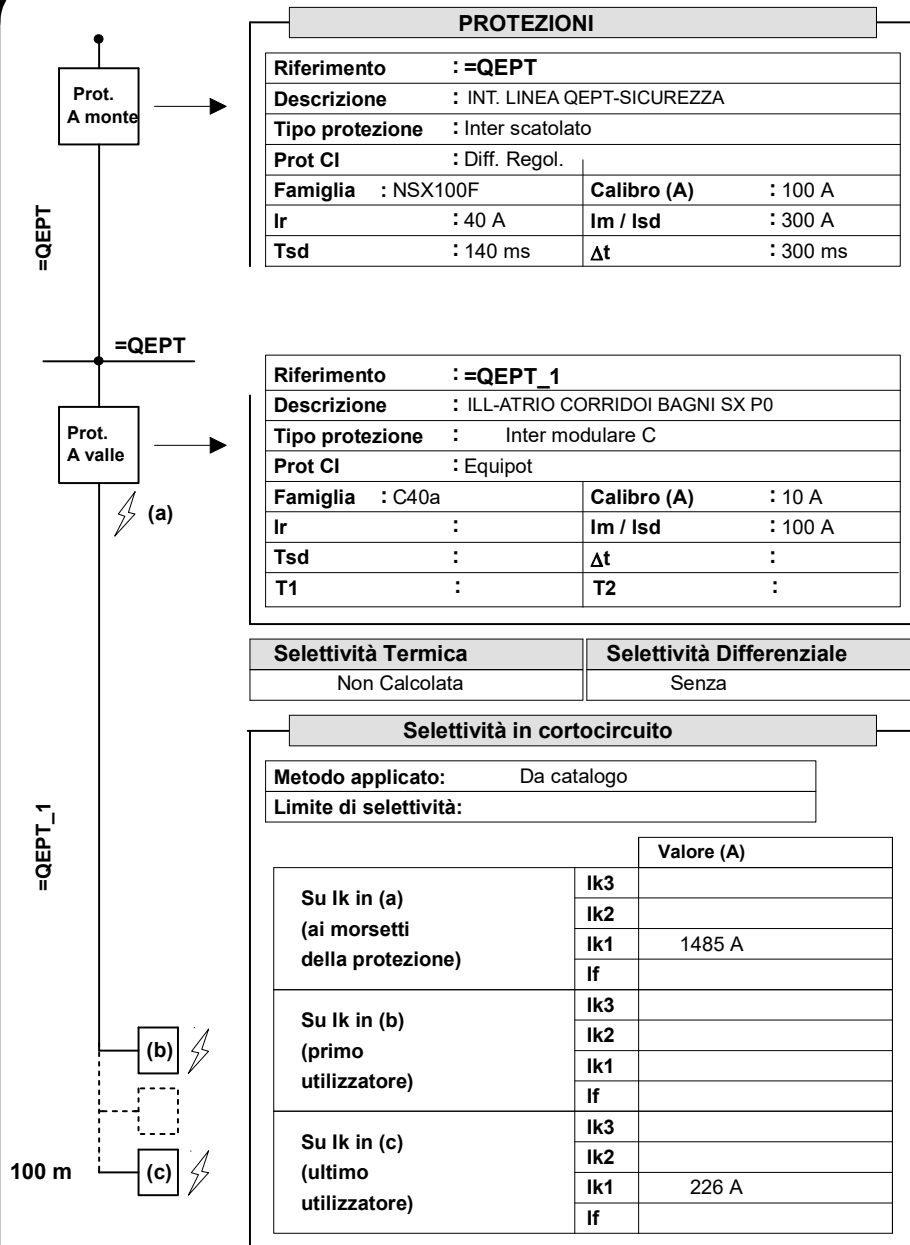 PROTEZIONI
Prot.
A monte
Riferimento : =QEPT
Descrizione : INT. LINEA QEPT-SICUREZZA
Tipo protezione : Inter scatolato
Prot CI : Diff. Regol.
Famiglia : NSX100F Calibro (A) : 100 A
Ir : 40 A Im / Isd : 300 A
Tsd : 140 ms Δt : 300 ms
=QEPT
=QEPT
Prot.
A valle
(a)
Riferimento : =QEPT_1
Descrizione : ILL-ATRIO CORRIDOI BAGNI SX P0
Tipo protezione : Inter modulare C
Prot CI : Equipot
Famiglia : C40a Calibro (A) : 10 A
Ir : Im / Isd : 100 A
Tsd : Δt :
T1 : T2 :
Selettività Termica Selettività Differenziale
Non Calcolata Senza
Selettività in cortocircuito
Metodo applicato: Da catalogo
Limite di selettività:
=QEPT_1
Valore (A)
Su Ik in (a)
(ai morsetti
della protezione)
Ik3
Ik2
Ik1 1485 A
If
(b)
Su Ik in (b)
(primo
utilizzatore)
Ik3
Ik2
Ik1
If
100 m (c)
Su Ik in (c)
(ultimo
utilizzatore)
Ik3
Ik2
Ik1 226 A
If